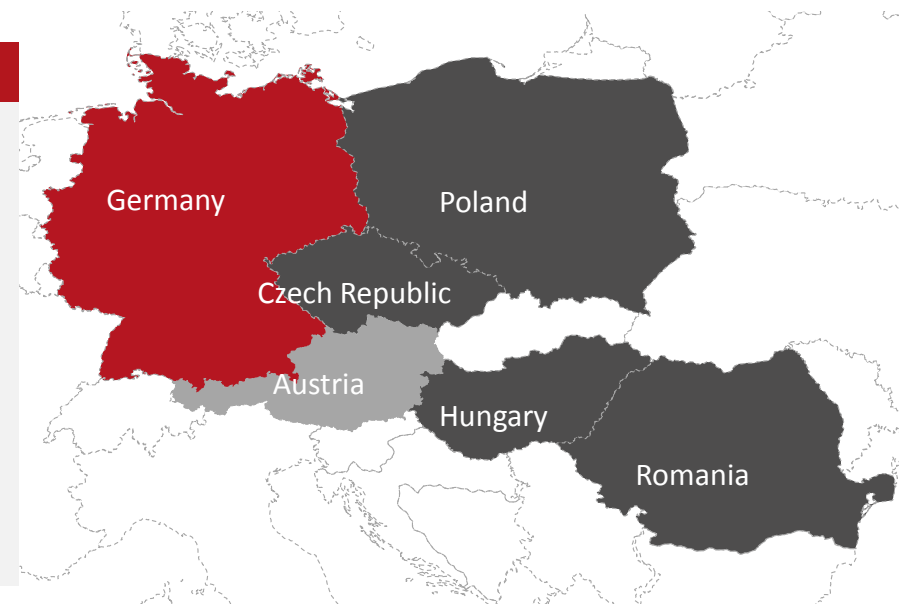 Germany
Poland
Czech Republic
Austria
Hungary
Romania